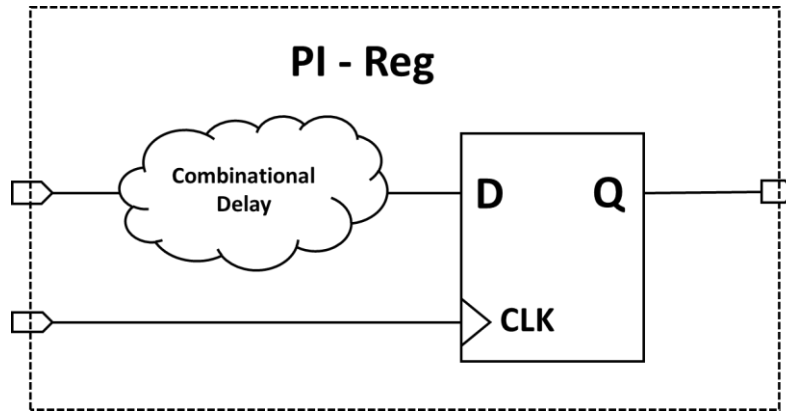 PI - Reg
Combinational
Delay
D
Q
CLK